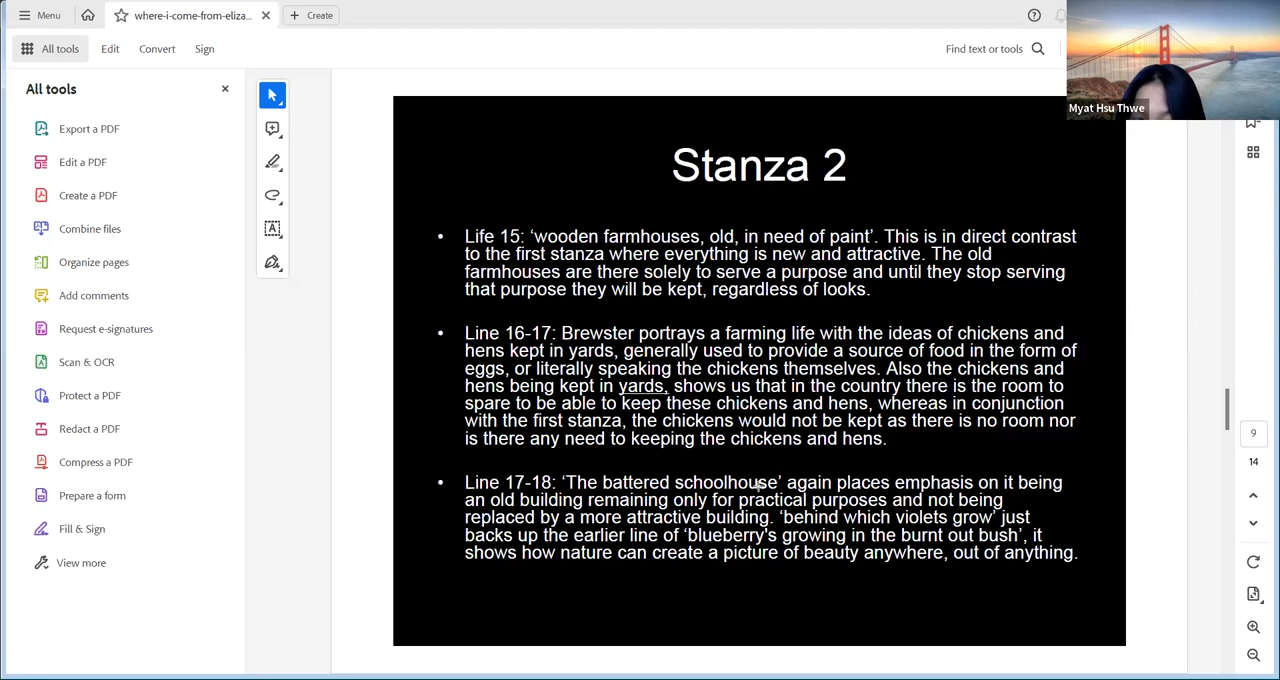 Menu
where-i-come-from-eliza...
Create
All tools
Edit
Convert
Sign
Find text or tools
Myat Hsu Thwe
All tools
Export a PDF
Edit a PDF
Create a PDF
Combine files
Organize pages
Add comments
Request e-signatures
Scan & OCR
Protect a PDF
Redact a PDF
Compress a PDF
Prepare a form
Fill & Sign
View more
Stanza 2
• Life 15: ‘wooden farmhouses, old, in need of paint’. This is in direct contrast
to the first stanza where everything is new and attractive. The old
farmhouses are there solely to serve a purpose and until they stop serving
that purpose they will be kept, regardless of looks.
• Line 16-17: Brewster portrays a farming life with the ideas of chickens and
hens kept in yards, generally used to provide a source of food in the form of
eggs, or literally speaking the chickens themselves. Also the chickens and
hens being kept in yards, shows us that in the country there is the room to
spare to be able to keep these chickens and hens, whereas in conjunction
with the first stanza, the chickens would not be kept as there is no room nor
is there any need to keeping the chickens and hens.
• Line 17-18: ‘The battered schoolhouse’ again places emphasis on it being
an old building remaining only for practical purposes and not being
replaced by a more attractive building. ‘behind which violets grow’ just
backs up the earlier line of ‘blueberry's growing in the burnt out bush’, it
shows how nature can create a picture of beauty anywhere, out of anything.
9
14